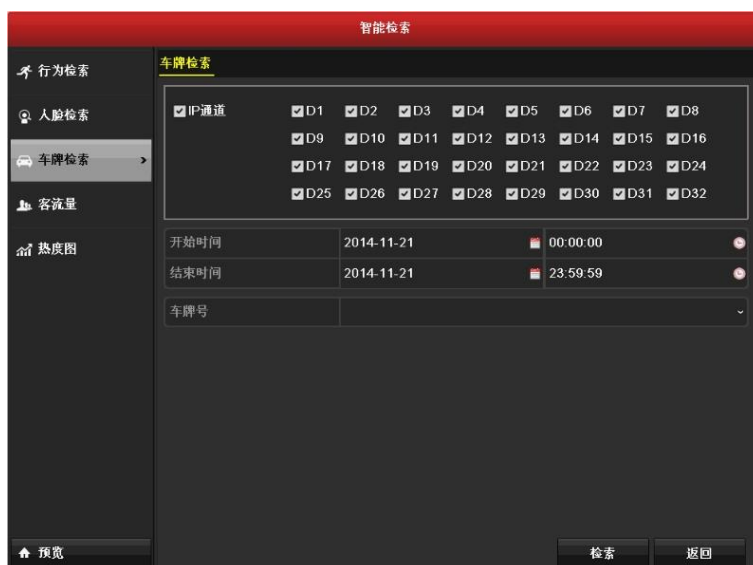 智能检索
行为检索
人脸检索
车牌检索
客流量
热度图
预览
车牌检索
IP通道 D1 D2 D3 D4 D5 D6 D7 D8
D9 D10 D11 D12 D13 D14 D15 D16
D17 D18 D19 D20 D21 D22 D23 D24
D25 D26 D27 D28 D29 D30 D31 D32
开始时间 2014-11-21 00:00:00
结束时间 2014-11-21 23:59:59
车牌号
检索 返回